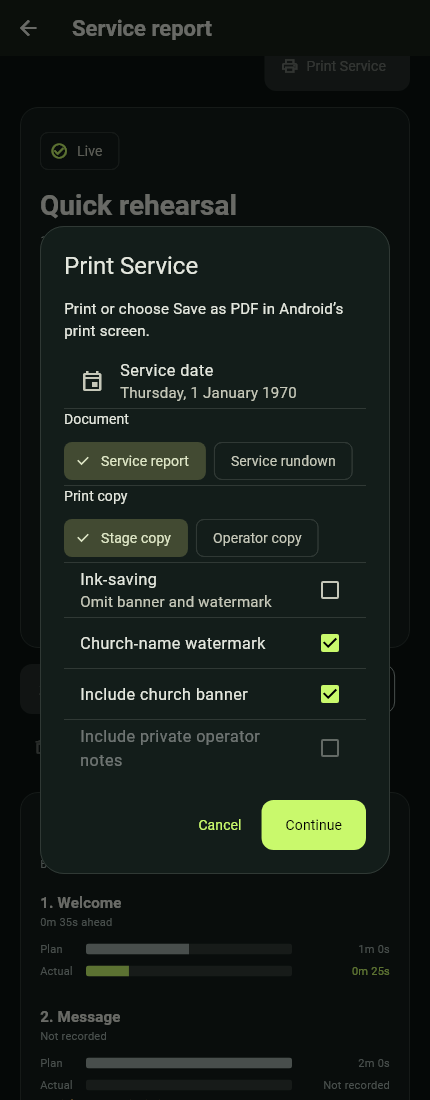 Service report
Print Service
Live
Quick rehearsal
Print Service
Print or choose Save as PDF in Android's
print screen.
Service date
Thursday, 1 January 1970
Document
Service report
Service rundown
Print copy
Stage copy
Operator copy
Ink-saving
Omit banner and watermark
Church-name watermark
Include church banner
Include private operator
notes
Cancel
Continue
1. Welcome
0m 35s ahead
Plan
1m 0s
Actual
0m 25s
2. Message
Not recorded
Plan
2m 0s
Actual
Not recorded